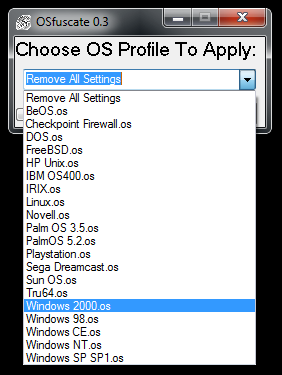 OSfuscate 0.3
Choose OS Profile To Apply:
Remove All Settings
Remove All Settings
BeOS.os
Checkpoint Firewall.os
DOS.os
FreeBSD.os
HP Unix.os
IBM OS400.os
IRIX.os
Linux.os
Novell.os
Palm OS 3.5.os
PalmOS 5.2.os
Playstation.os
Sega Dreamcast.os
Sun OS.os
Tru64.os
Windows 2000.os
Windows 98.os
Windows CE.os
Windows NT.os
Windows SP SP1.os